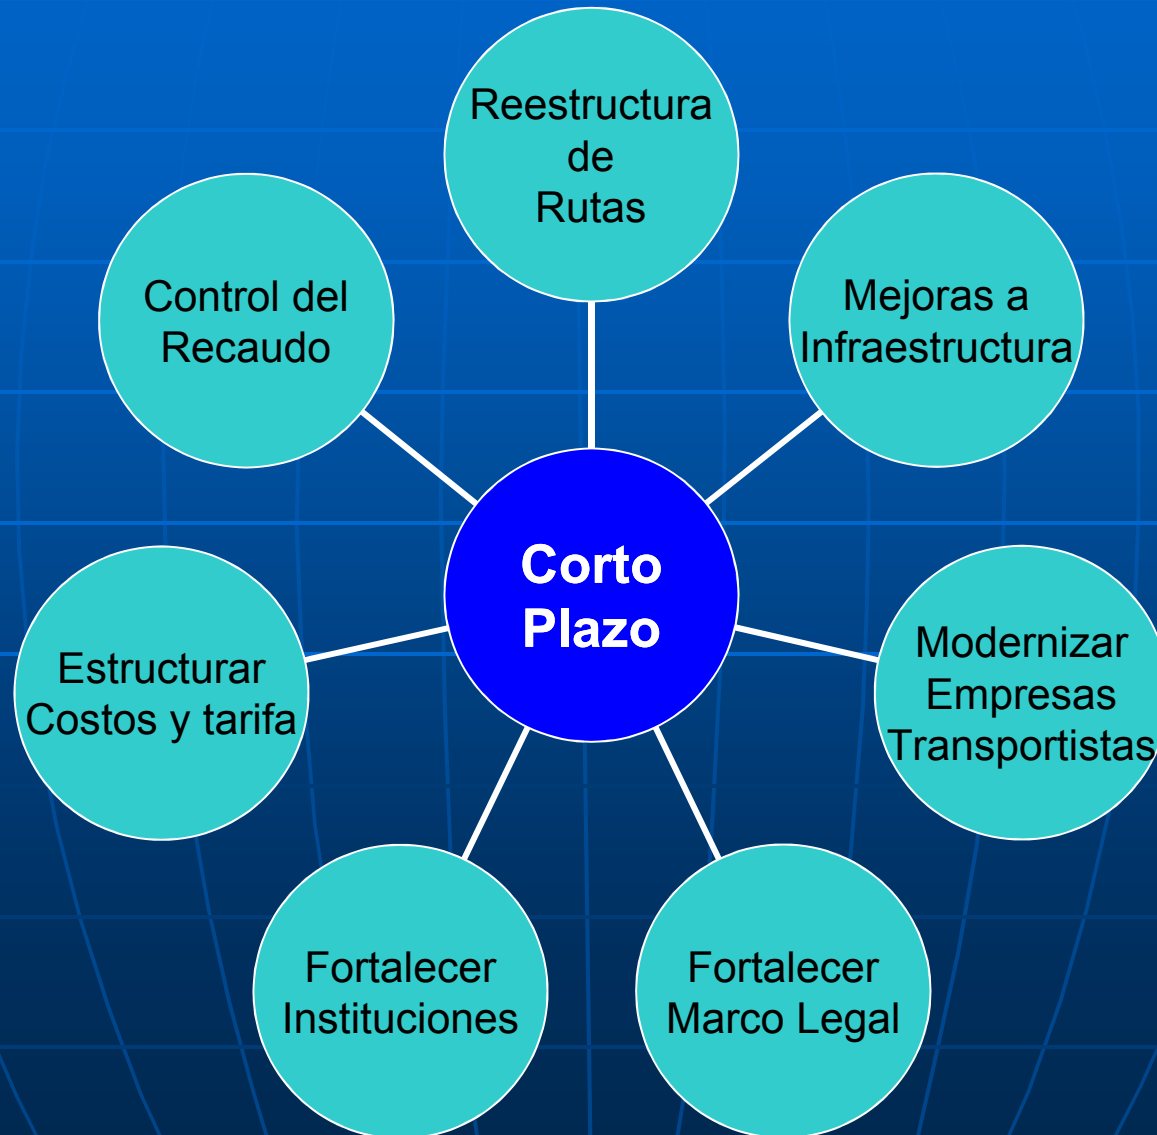 Reestructura
de
Rutas
Control del
Recaudo
Mejoras a
Infraestructura
Corto
Plazo
Estructurar
Costos y tarifa
Modernizar
Empresas
Transportistas
Fortalecer
Instituciones
Fortalecer
Marco Legal